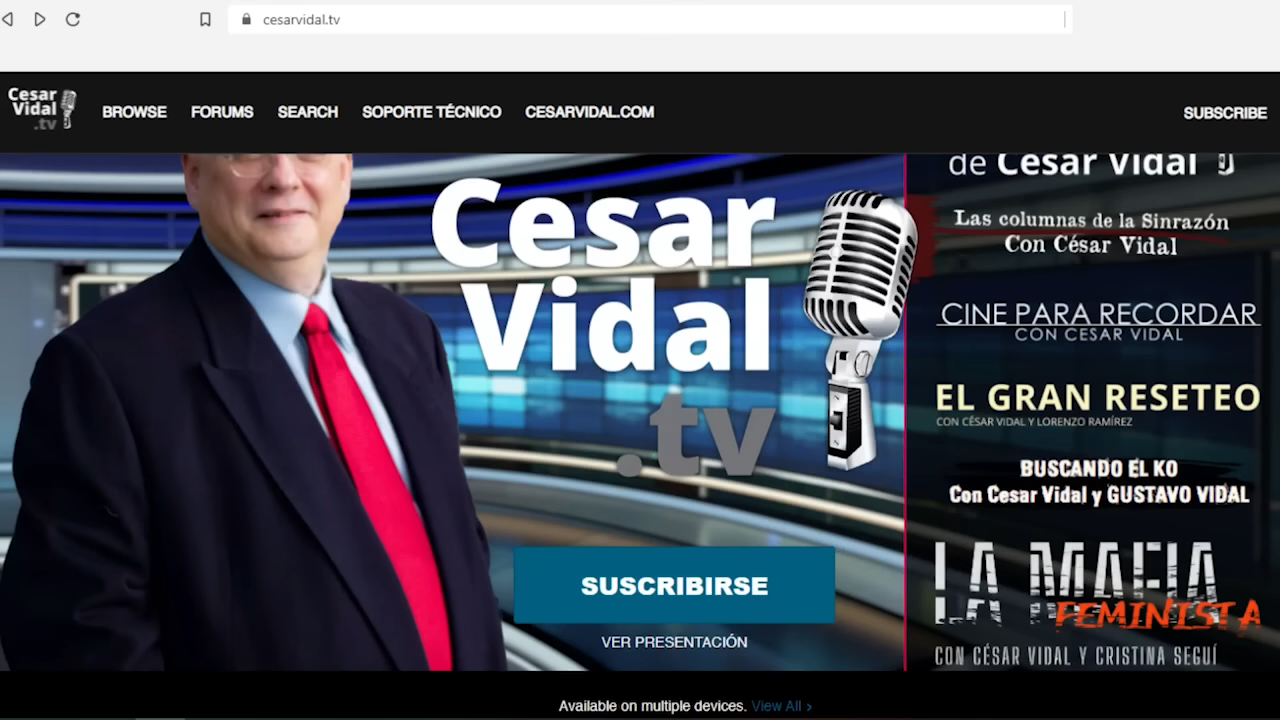 cesarvidal.tv
Cesar
Vidal
.tv
BROWSE FORUMS SEARCH SOPORTE TÉCNICO CESARVIDAL.COM SUBSCRIBE
Cesar
Vidal
.tv
SUSCRIBIRSE
VER PRESENTACIÓN
de Cesar Vidal
Las columnas de la Sinrazón
Con César Vidal
CINE PARA RECORDAR
CON CESAR VIDAL
EL GRAN RESETEO
CON CÉSAR VIDAL Y LORENZO RAMÍREZ
BUSCANDO EL KO
Con Cesar Vidal y GUSTAVO VIDAL
LA MAFIA
FEMINISTA
CON CÉSAR VIDAL Y CRISTINA SEGUÍ
Available on multiple devices. View All >